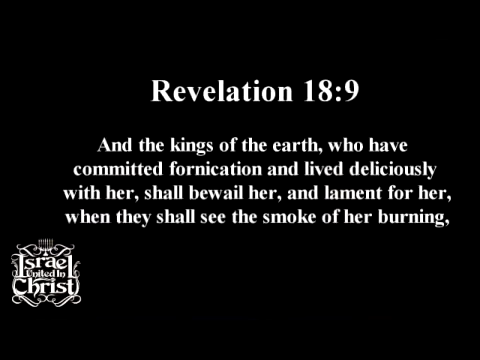 Revelation 18:9
And the kings of the earth, who have
committed fornication and lived deliciously
with her, shall bewail her, and lament for her,
when they shall see the smoke of her burning,
Israel
United In
Christ